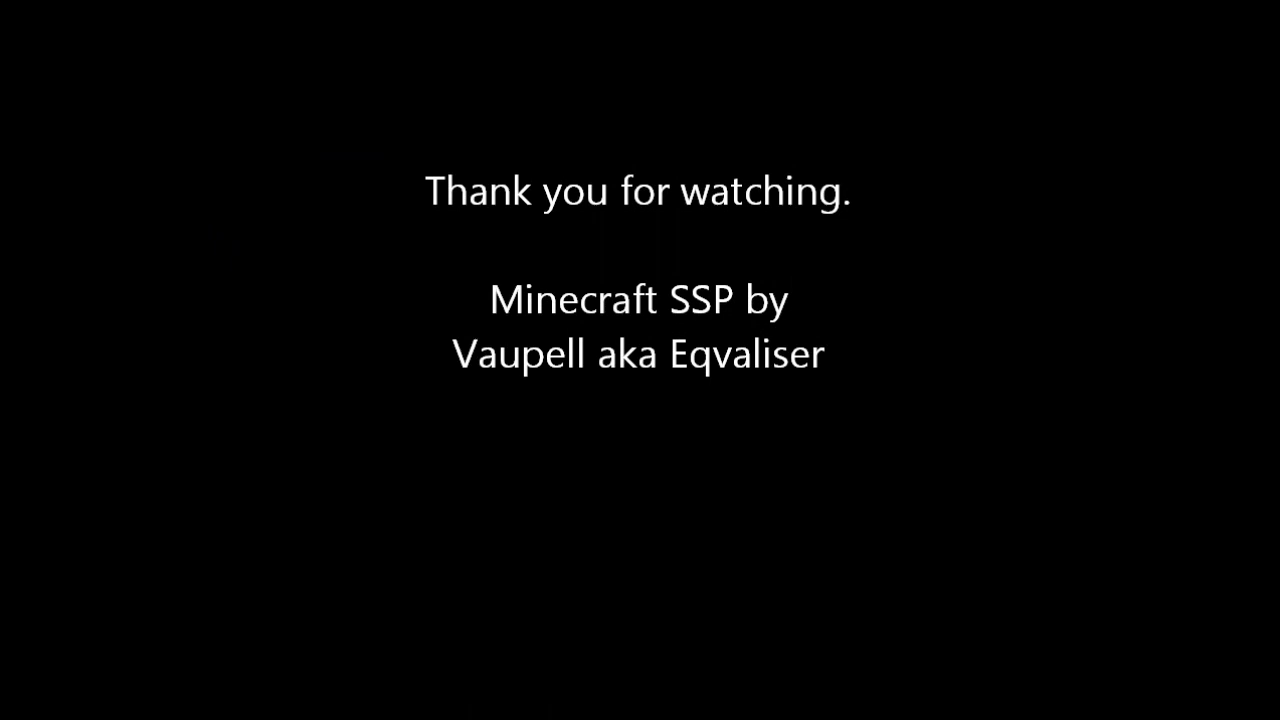 Thank you for watching.
Minecraft SSP by
Vaupell aka Eqvaliser